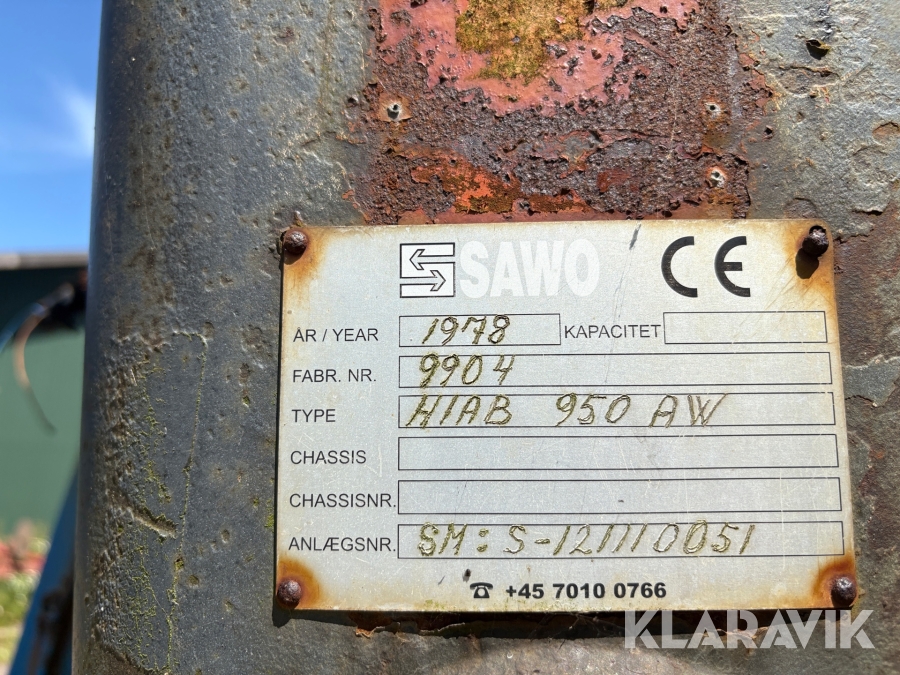 SAWO CE
ÅR / YEAR 1978 KAPACITET
FABR. NR. 9904
TYPE HIAB 950 AW
CHASSIS
CHASSISNR.
ANLÆGSNR. SM: S-121110051
☎ +45 7010 0766
KLARAVIK